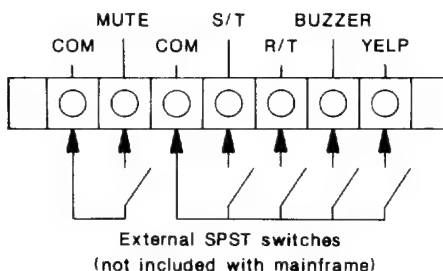 MUTE S/T BUZZER
COM COM R/T YELP
External SPST switches
(not included with mainframe)